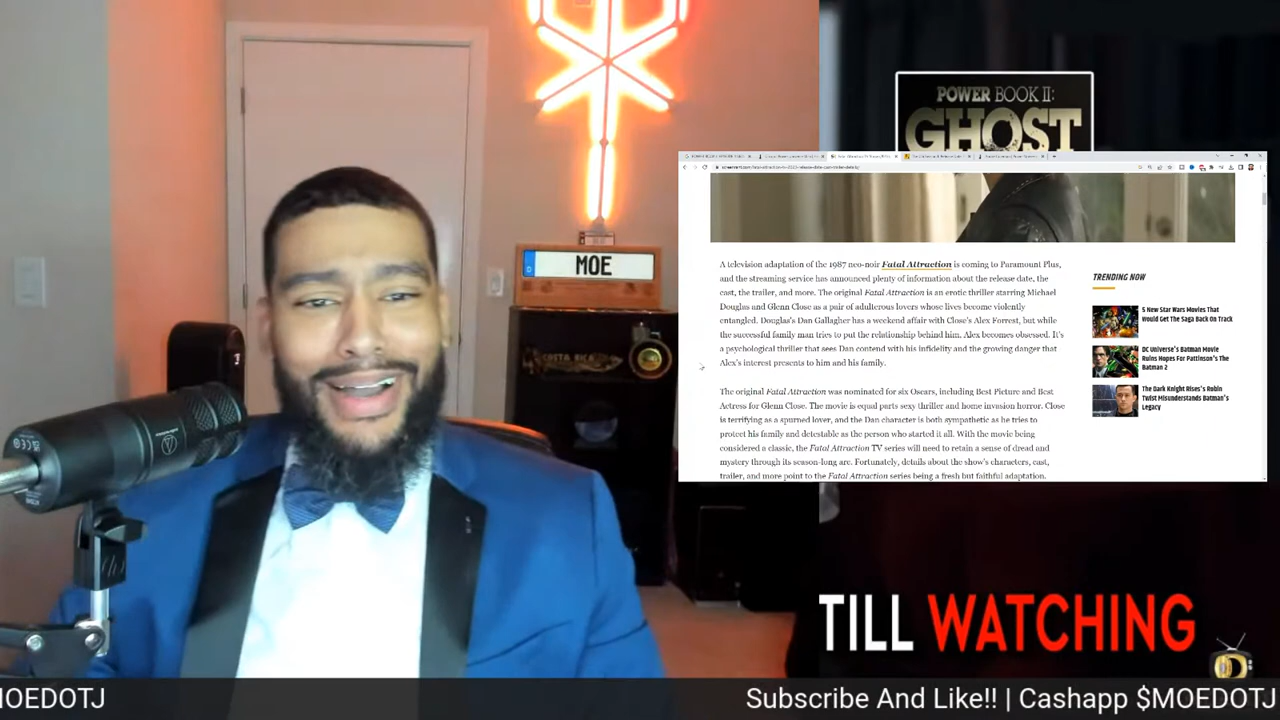 POWER BOOK II:
GHOST
MOE
COSTA RICA
A television adaptation of the 1987 neo-noir Fatal Attraction is coming to Paramount Plus,
and the streaming service has announced plenty of information about the release date, the
cast, the trailer, and more. The original Fatal Attraction is an erotic thriller starring Michael
Douglas and Glenn Close as a pair of adulterous lovers whose lives become violently
entangled. Douglas's Dan Gallagher has a weekend affair with Close's Alex Forrest, but while
the successful family man tries to put the relationship behind him, Alex becomes obsessed. It's
a psychological thriller that sees Dan contend with his infidelity and the growing danger that
Alex's interest presents to him and his family.
The original Fatal Attraction was nominated for six Oscars, including Best Picture and Best
Actress for Glenn Close. The movie is equal parts sexy thriller and home invasion horror. Close
is terrifying as a spurned lover, and the Dan character is both sympathetic as he tries to
protect his family and detestable as the person who started it all. With the movie being
considered a classic, the Fatal Attraction TV series will need to retain a sense of dread and
mystery through its season-long arc. Fortunately, details about the show's characters, cast,
trailer, and more point to the Fatal Attraction series being a fresh but faithful adaptation.
TRENDING NOW
5 New Star Wars Movies That
Would Get The Saga Back On Track
DC Universe's Batman Movie
Ruins Hopes For Pattinson's The
Batman 2
The Dark Knight Rises's Robin
Twist Misunderstands Batman's
Legacy
TILL WATCHING
MOEDOTJ
Subscribe And Like!! | Cashapp $MOEDOTJ